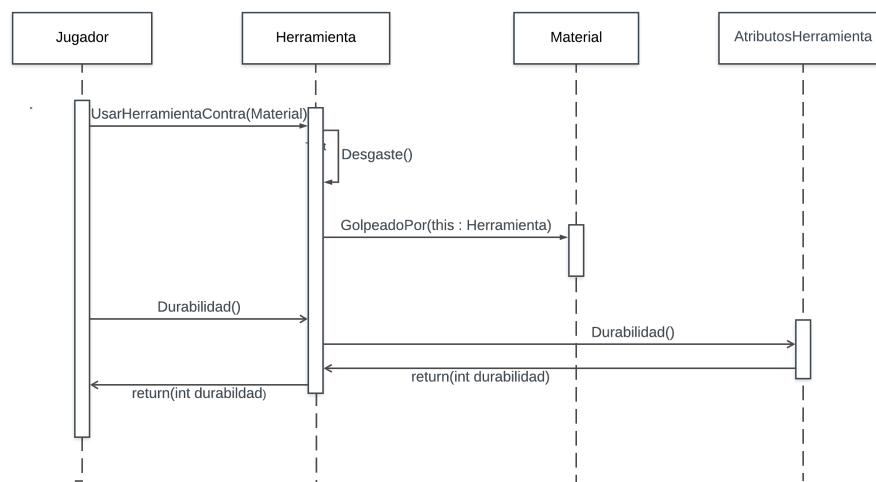 Jugador
Herramienta
Material
AtributosHerramienta
UsarHerramientaContra(Material)
Desgaste()
GolpeadoPor(this : Herramienta)
Durabilidad()
Durabilidad()
return(int durabilidad)
return(int durabildad)